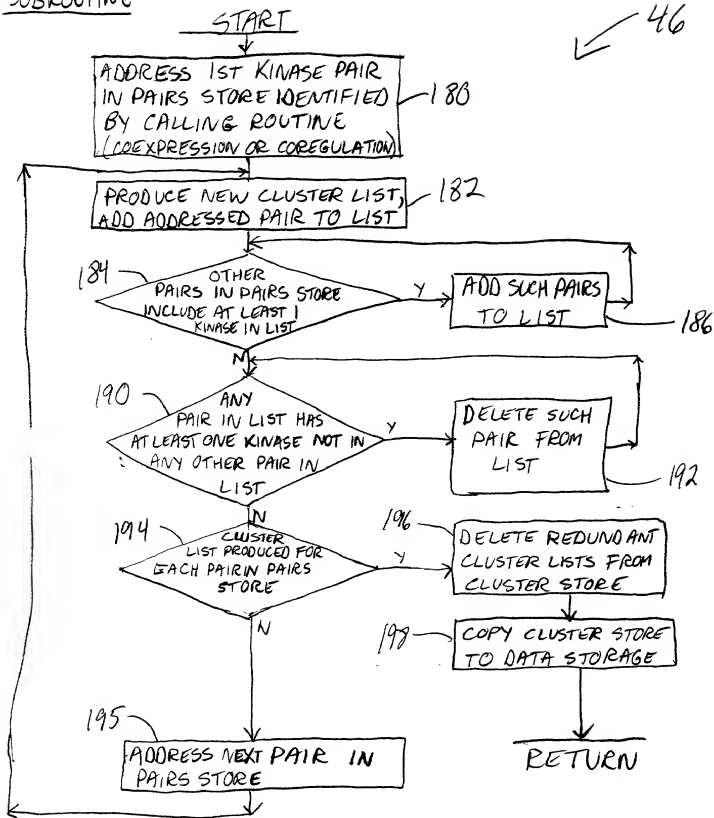 SUBROUTINE
START
46
ADDRESS 1ST KINASE PAIR
IN PAIRS STORE IDENTIFIED
BY CALLING ROUTINE
(COEXPRESSION OR COREGULATION)
180
PRODUCE NEW CLUSTER LIST,
ADD ADDRESSED PAIR TO LIST
182
184
OTHER
PAIRS IN PAIRS STORE
INCLUDE AT LEAST 1
KINASE IN LIST
Y
ADD SUCH PAIRS
TO LIST
186
N
190
ANY
PAIR IN LIST HAS
AT LEAST ONE KINASE NOT IN
ANY OTHER PAIR IN
LIST
Y
DELETE SUCH
PAIR FROM
LIST
192
N
194
CLUSTER
LIST PRODUCED FOR
EACH PAIR IN PAIRS
STORE
Y
196
DELETE REDUNDANT
CLUSTER LISTS FROM
CLUSTER STORE
N
198
COPY CLUSTER STORE
TO DATA STORAGE
195
ADDRESS NEXT PAIR IN
PAIRS STORE
RETURN